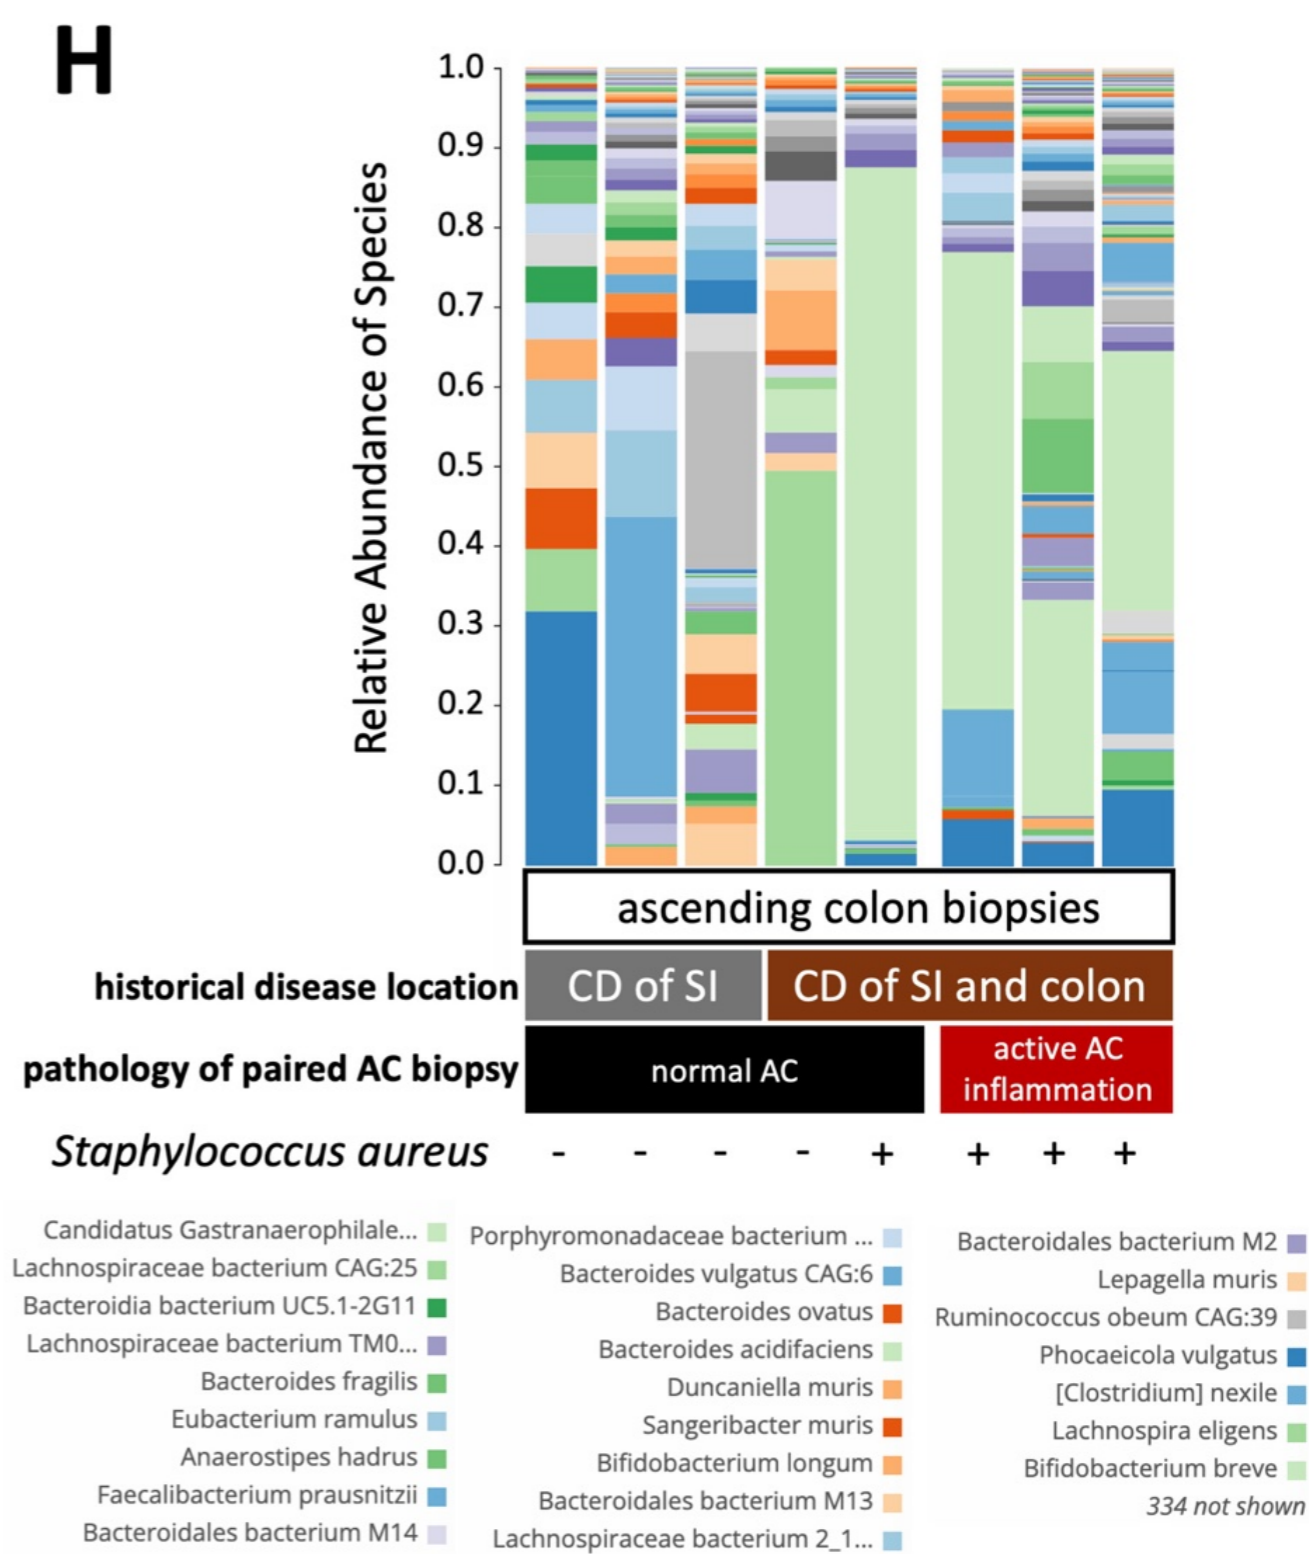 H
Relative Abundance of Species
1.0
0.9
0.8
0.7
0.6
0.5
0.4
0.3
0.2
0.1
0.0
ascending colon biopsies
historical disease location
CD of SI
CD of SI and colon
pathology of paired AC biopsy
normal AC
active AC
inflammation
Staphylococcus aureus
- - - - + + + +
Candidatus Gastranaerophilale...
Lachnospiraceae bacterium CAG:25
Bacteroidia bacterium UC5.1-2G11
Lachnospiraceae bacterium TM0...
Bacteroides fragilis
Eubacterium ramulus
Anaerostipes hadrus
Faecalibacterium prausnitzii
Bacteroidales bacterium M14
Porphyromonadaceae bacterium ...
Bacteroides vulgatus CAG:6
Bacteroides ovatus
Bacteroides acidifaciens
Duncaniella muris
Sangeribacter muris
Bifidobacterium longum
Bacteroidales bacterium M13
Lachnospiraceae bacterium 2_1...
Bacteroidales bacterium M2
Lepagella muris
Ruminococcus obeum CAG:39
Phocaeicola vulgatus
[Clostridium] nexile
Lachnospira eligens
Bifidobacterium breve
334 not shown